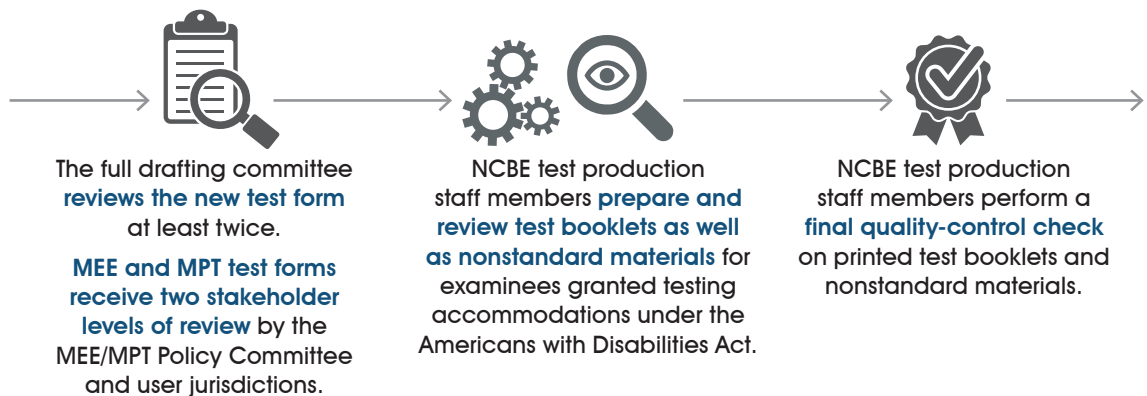 The full drafting committee
reviews the new test form
at least twice.
MEE and MPT test forms
receive two stakeholder
levels of review by the
MEE/MPT Policy Committee
and user jurisdictions.
NCBE test production
staff members prepare and
review test booklets as well
as nonstandard materials for
examinees granted testing
accommodations under the
Americans with Disabilities Act.
NCBE test production
staff members perform a
final quality-control check
on printed test booklets and
nonstandard materials.